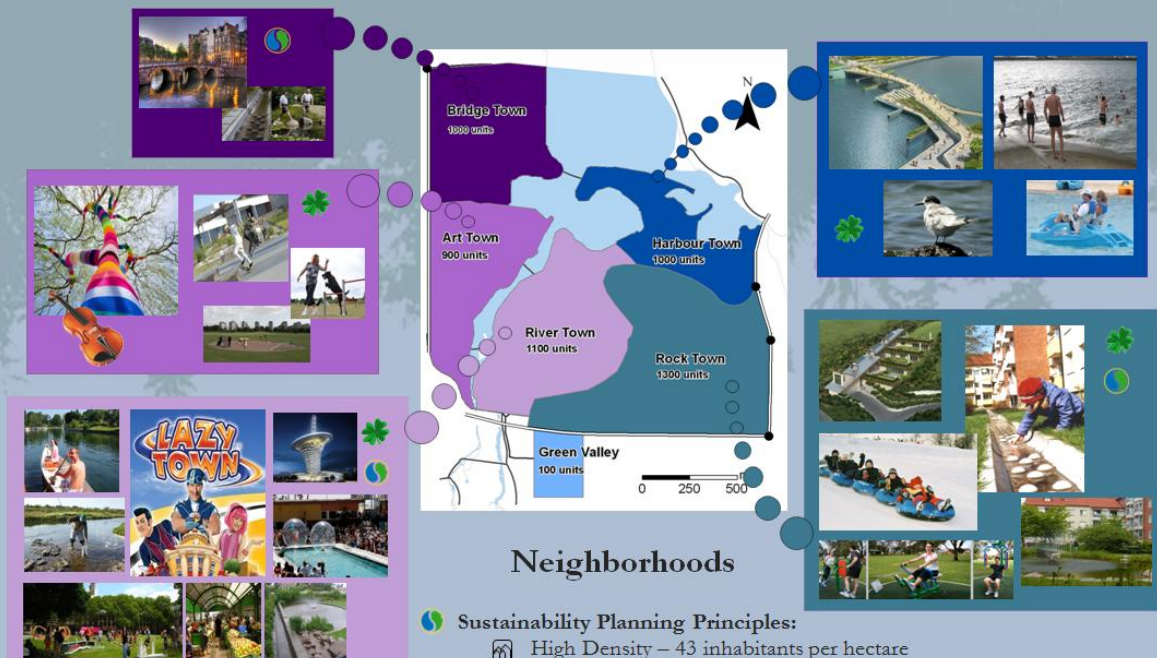 N
Bridge Town
1000 units
Art Town
900 units
Harbour Town
1000 units
River Town
1100 units
Rock Town
1300 units
Green Valley
100 units
0 250 500
LAZY
TOWN
Neighborhoods
Sustainability Planning Principles:
High Density – 43 inhabitants per hectare